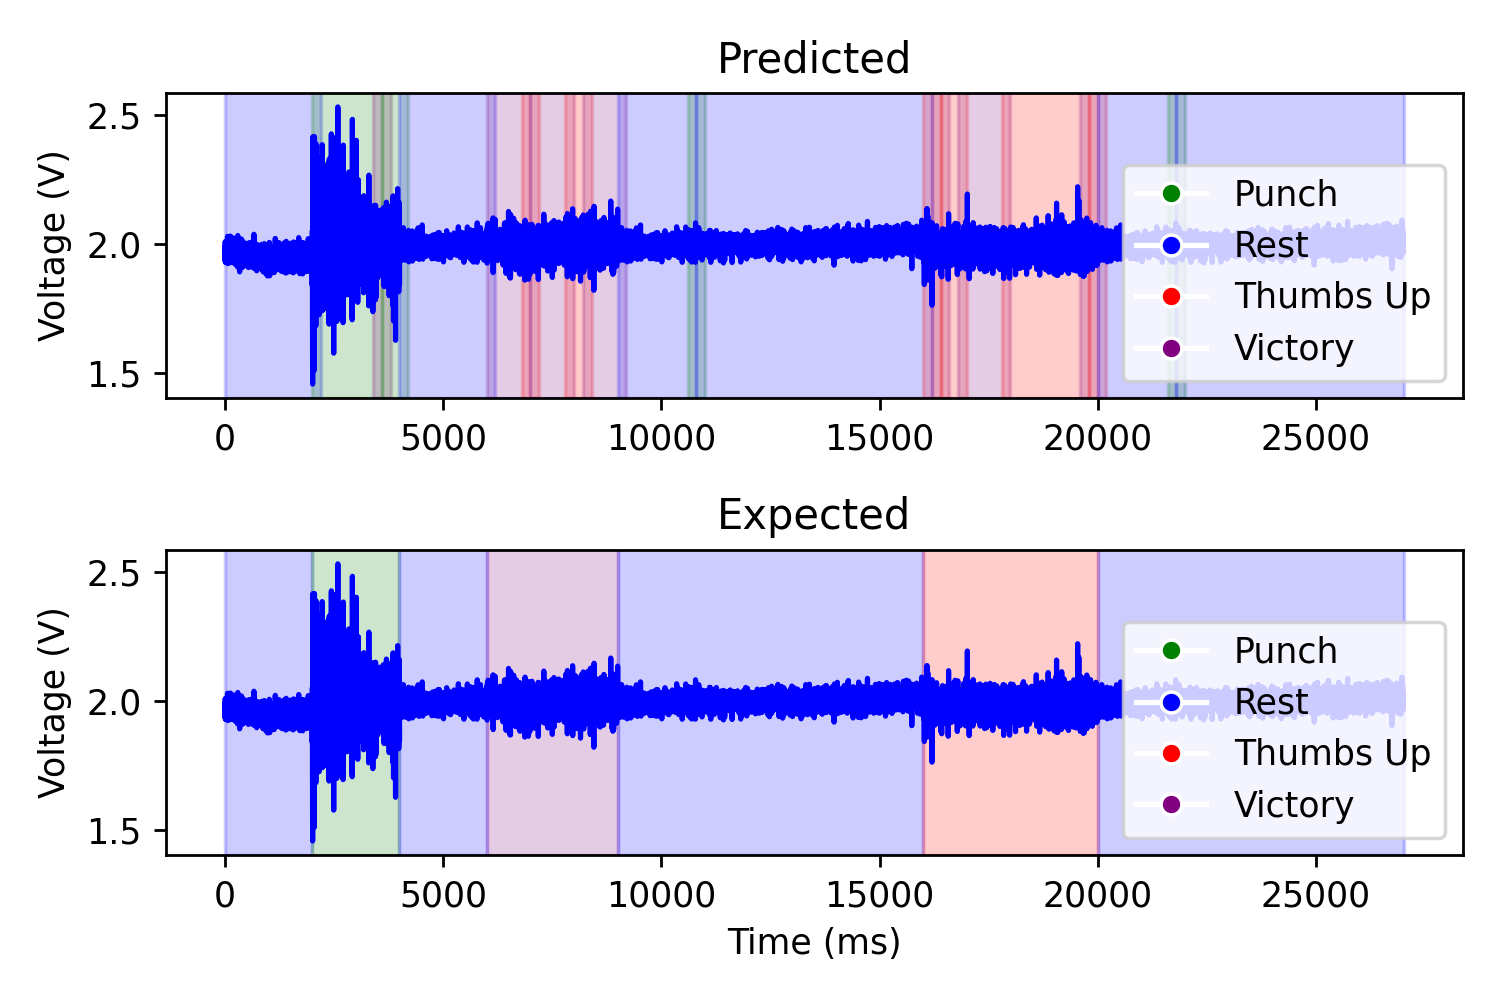 Predicted
Voltage (V)
2.5
2.0
1.5
Punch
Rest
Thumbs Up
Victory
0 5000 10000 15000 20000 25000
Expected
Voltage (V)
2.5
2.0
1.5
Punch
Rest
Thumbs Up
Victory
0 5000 10000 15000 20000 25000
Time (ms)